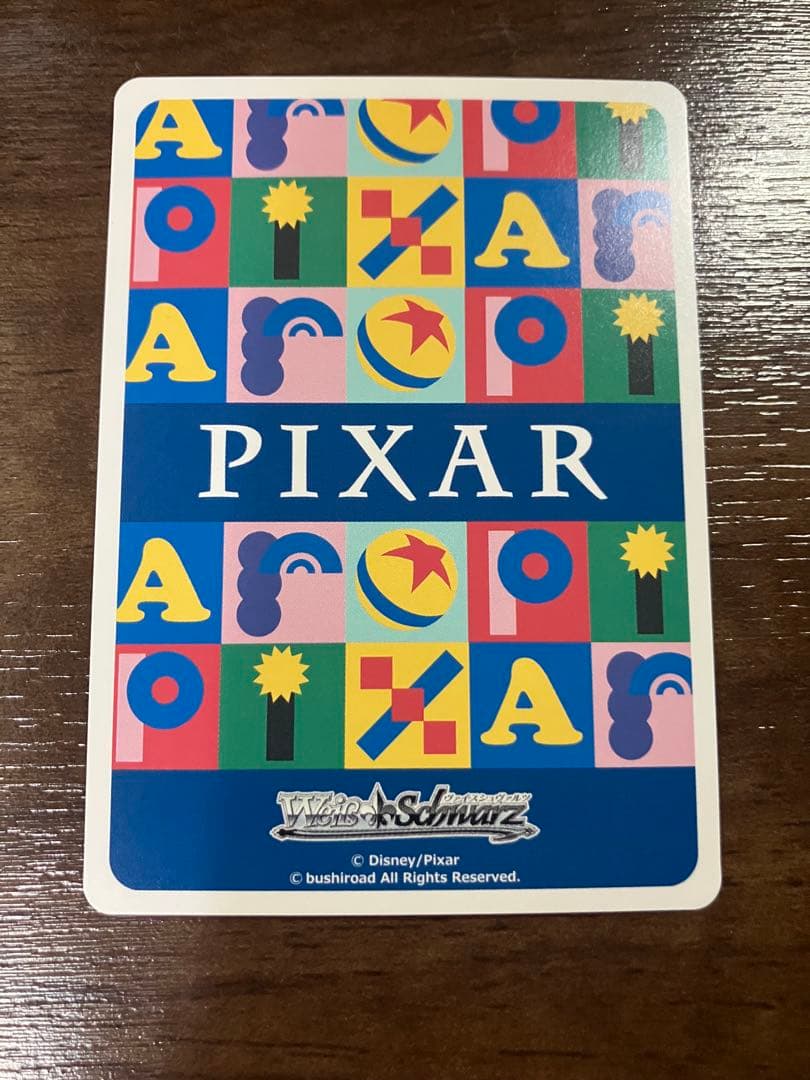 A r P i
P i X A r
A r P i
PIXAR
A r P i
P i X A r
ヴァイスシュヴァルツ
Weiß Schwarz
© Disney/Pixar
© bushiroad All Rights Reserved.